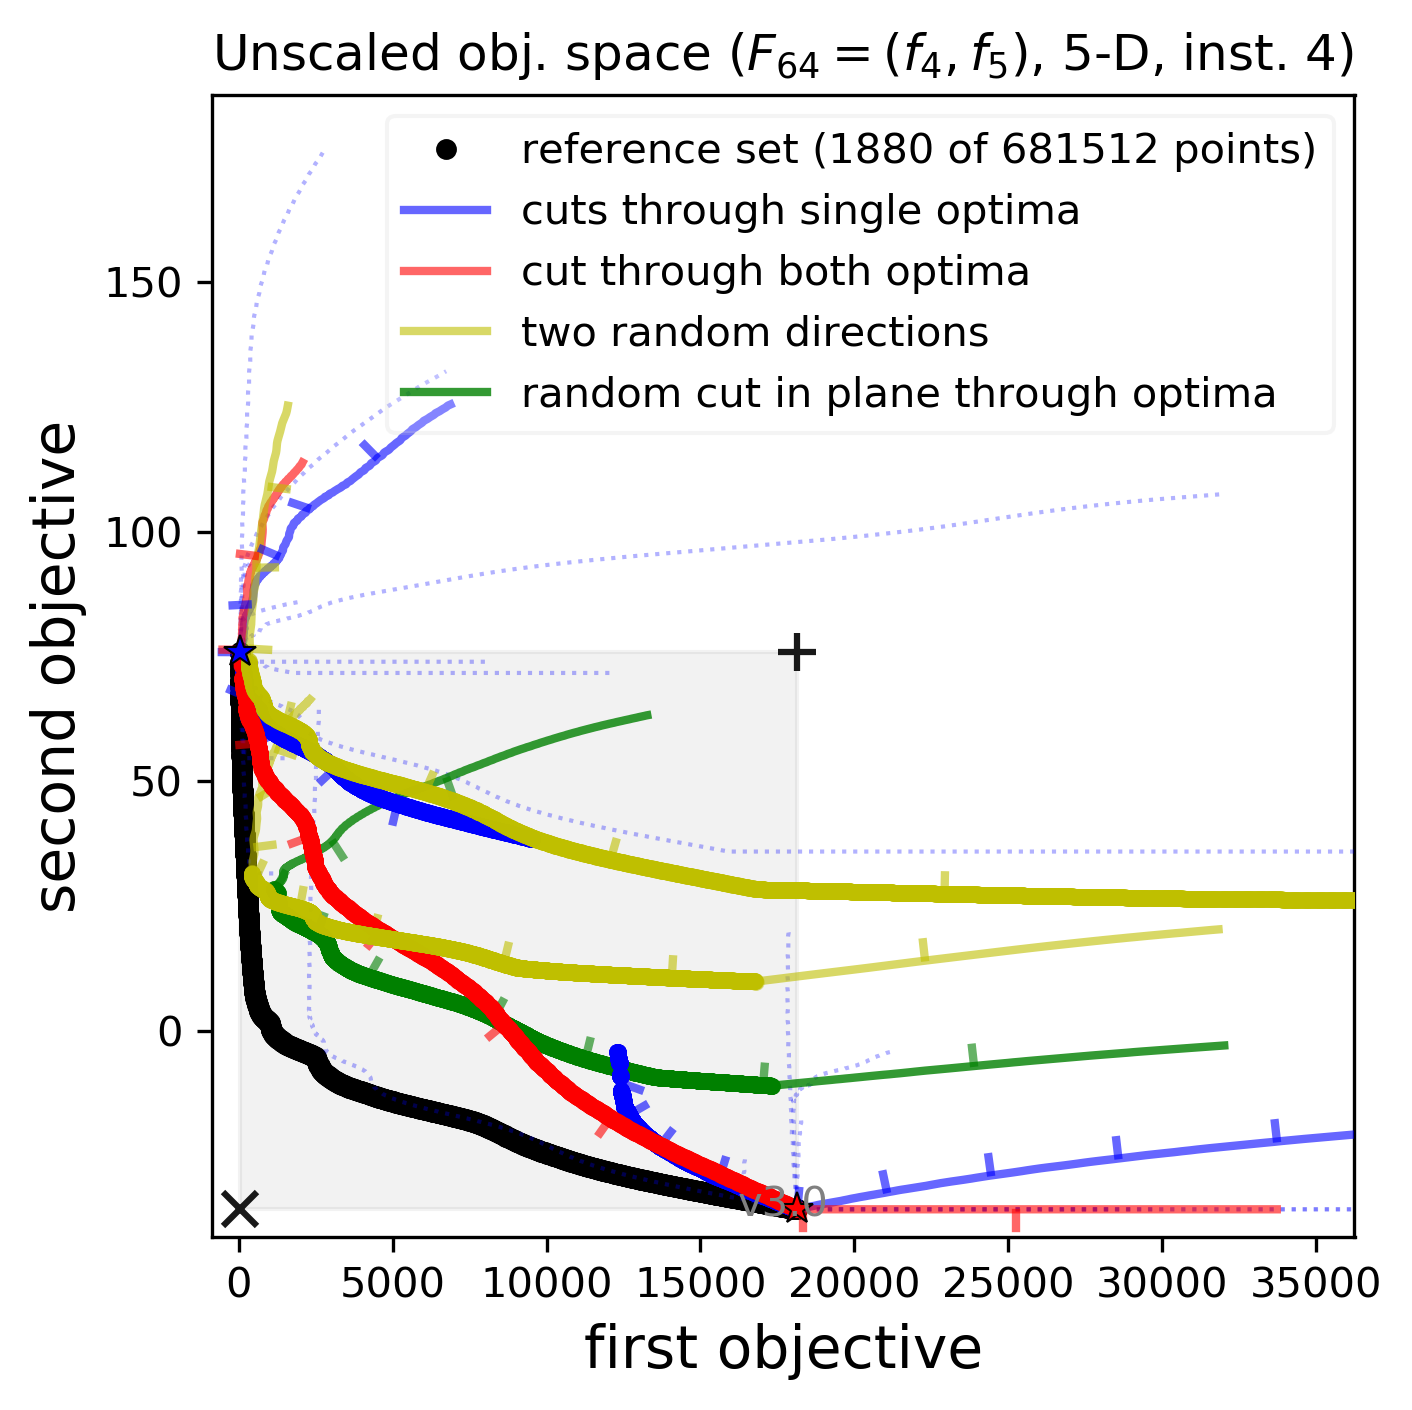 Unscaled obj. space (F₆₄ = (f₄, f₅), 5-D, inst. 4)
reference set (1880 of 681512 points)
cuts through single optima
cut through both optima
two random directions
random cut in plane through optima
150
100
50
0
second objective
v3.0
0 5000 10000 15000 20000 25000 30000 35000
first objective